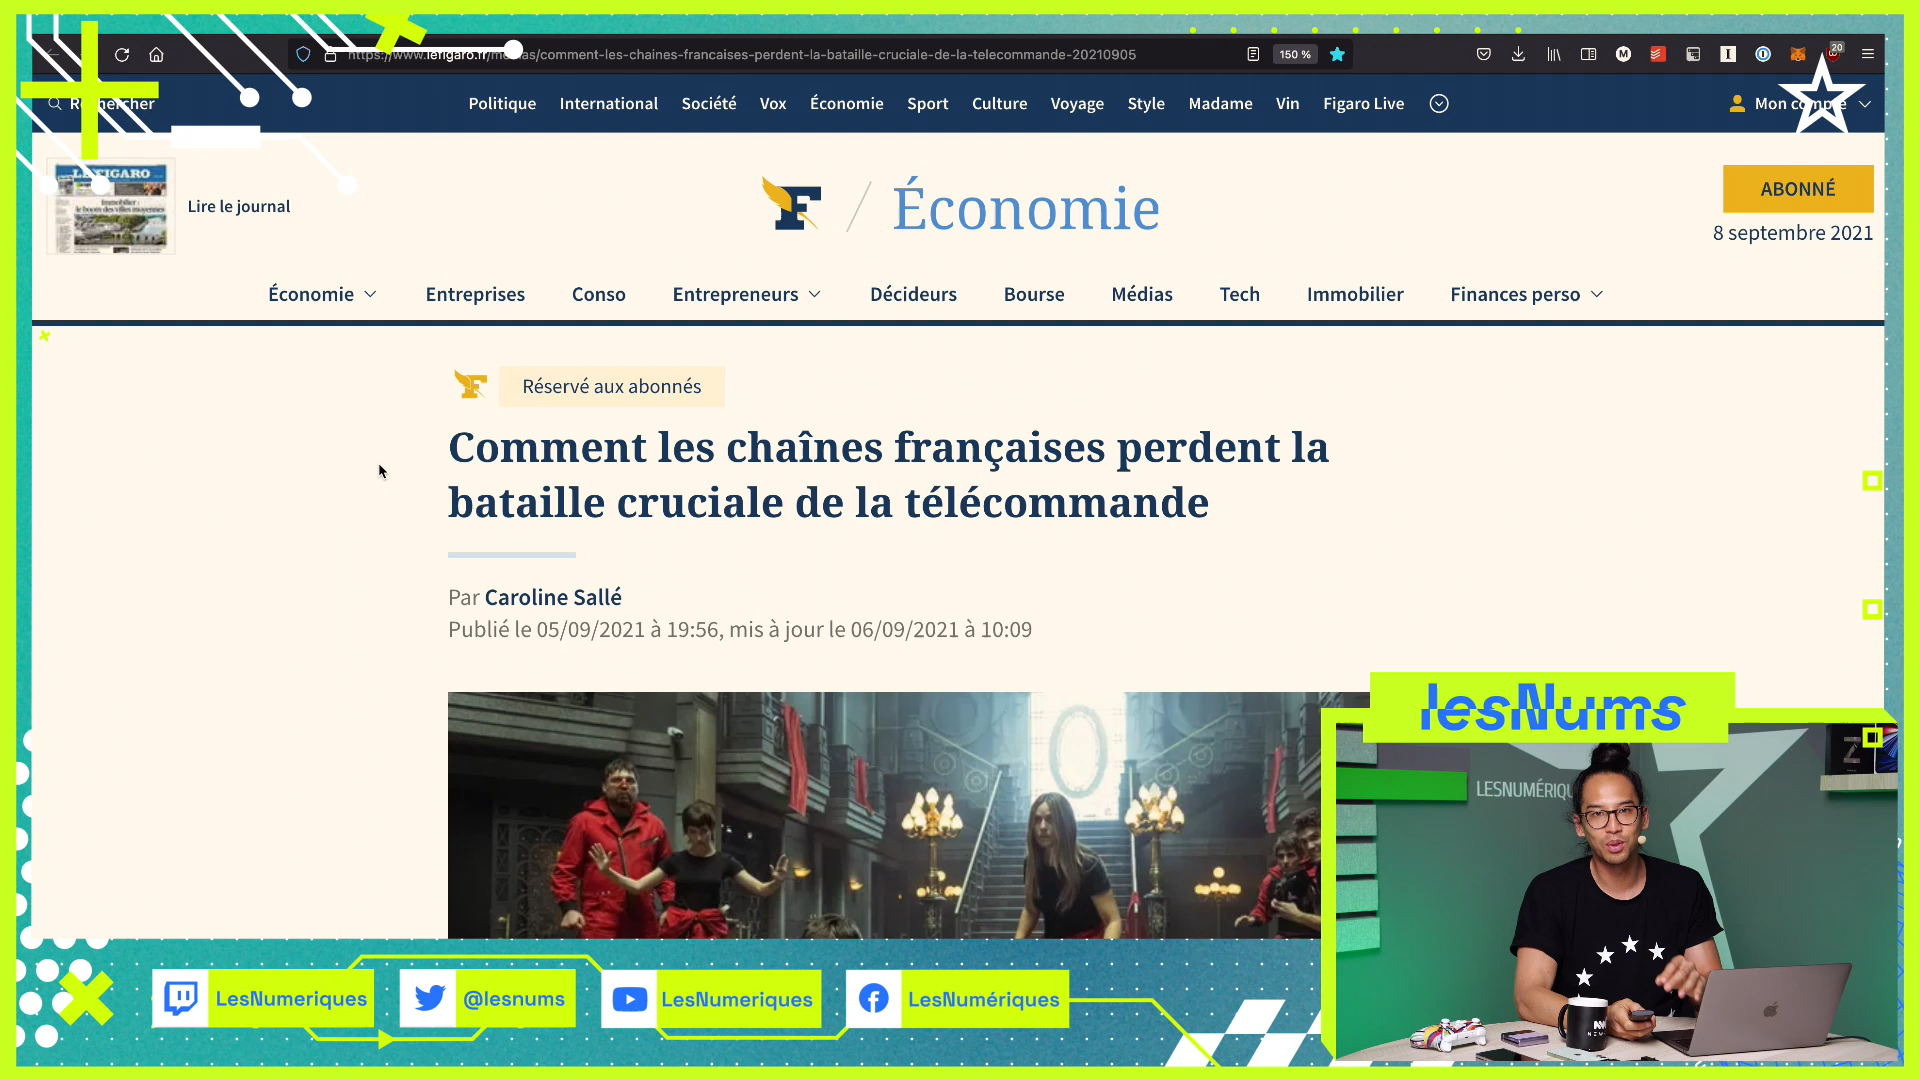 https://www.lefigaro.fr/medias/comment-les-chaines-francaises-perdent-la-bataille-cruciale-de-la-telecommande-20210905
150 %
20
Rechercher
Politique
International
Société
Vox
Économie
Sport
Culture
Voyage
Style
Madame
Vin
Figaro Live
Mon compte
LE FIGARO
Immobilier :
le boom des villes moyennes
Lire le journal
F
Économie
ABONNÉ
8 septembre 2021
Économie
Entreprises
Conso
Entrepreneurs
Décideurs
Bourse
Médias
Tech
Immobilier
Finances perso
Réservé aux abonnés
Comment les chaînes françaises perdent la
bataille cruciale de la télécommande
Par Caroline Sallé
Publié le 05/09/2021 à 19:56, mis à jour le 06/09/2021 à 10:09
lesNums
LESNUMÉRIQU
LesNumeriques
@lesnums
LesNumeriques
LesNumériques